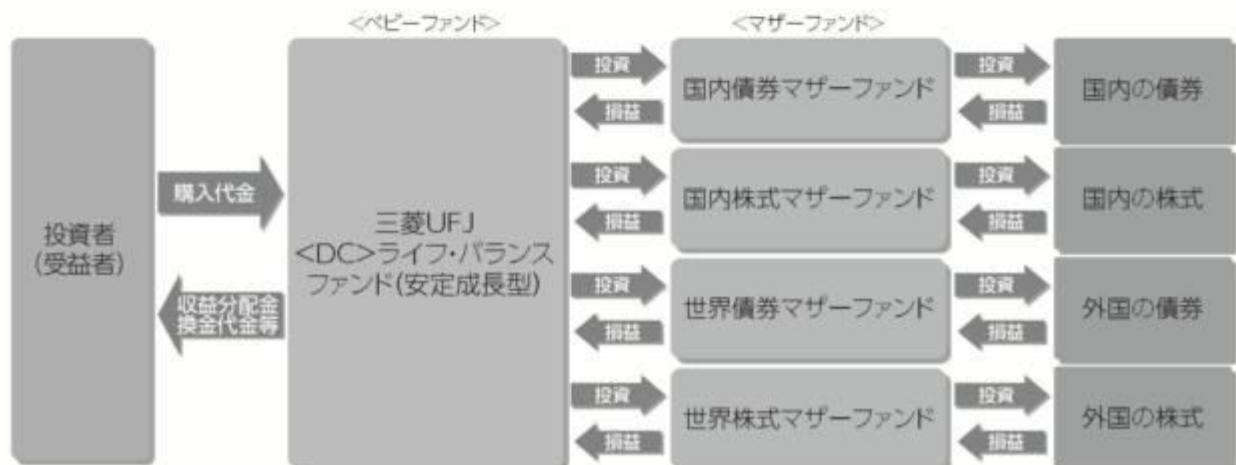 <ベビーファンド>
<マザーファンド>
投資者
(受益者)
購入代金
収益分配金
換金代金等
三菱UFJ
<DC>ライフ・バランス
ファンド(安定成長型)
投資
損益
国内債券マザーファンド
投資
損益
国内の債券
投資
損益
国内株式マザーファンド
投資
損益
国内の株式
投資
損益
世界債券マザーファンド
投資
損益
外国の債券
投資
損益
世界株式マザーファンド
投資
損益
外国の株式